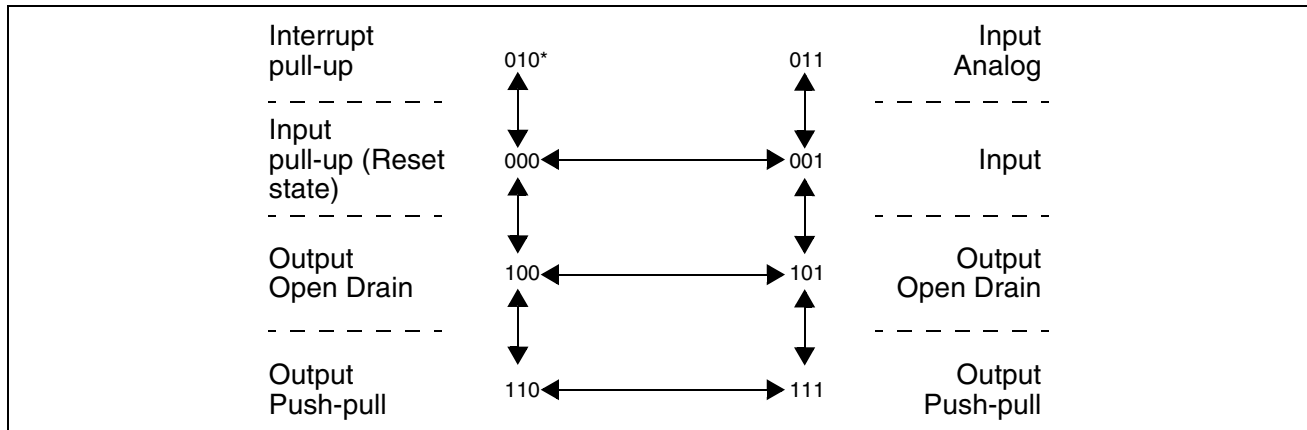 Interrupt
pull-up
010*
011
Input
Analog
Input
pull-up (Reset
state)
000
001
Input
Output
Open Drain
100
101
Output
Open Drain
Output
Push-pull
110
111
Output
Push-pull